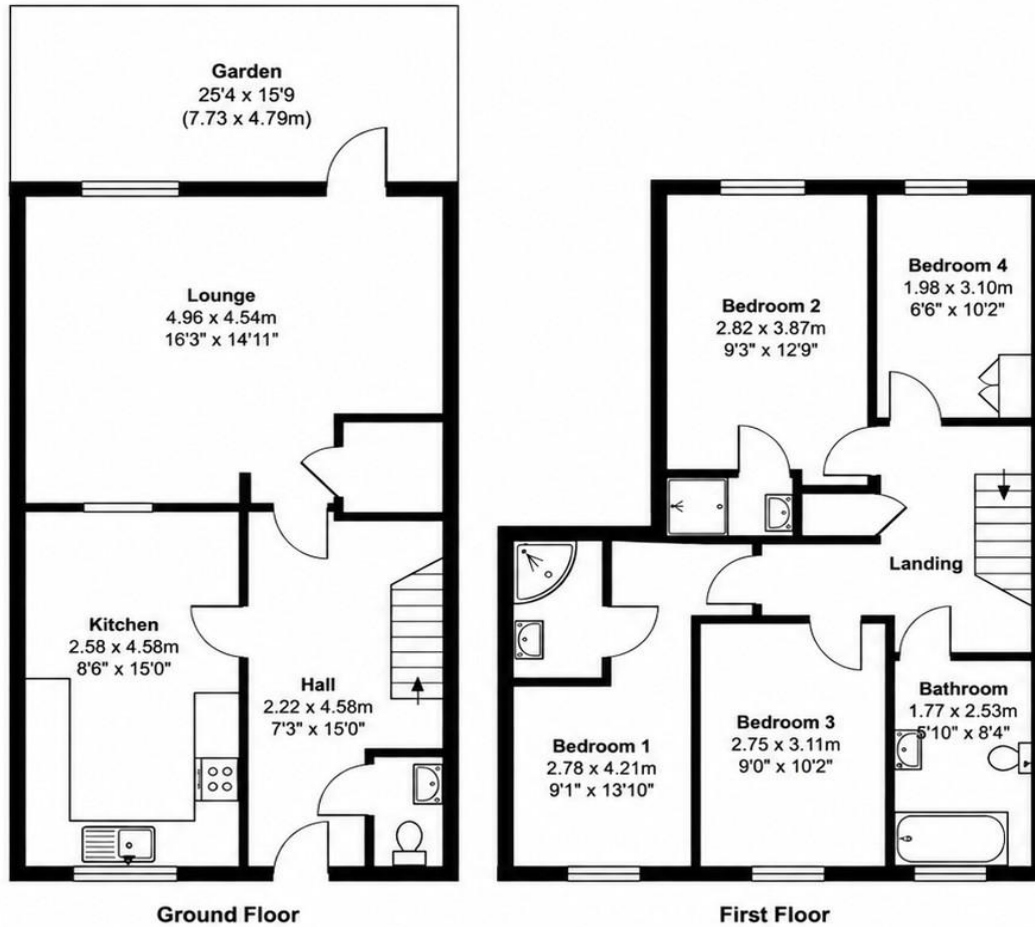 Garden
25'4 x 15'9
(7.73 x 4.79m)
Lounge
4.96 x 4.54m
16'3" x 14'11"
Kitchen
2.58 x 4.58m
8'6" x 15'0"
Hall
2.22 x 4.58m
7'3" x 15'0"
Ground Floor
Bedroom 2
2.82 x 3.87m
9'3" x 12'9"
Bedroom 4
1.98 x 3.10m
6'6" x 10'2"
Landing
Bedroom 1
2.78 x 4.21m
9'1" x 13'10"
Bedroom 3
2.75 x 3.11m
9'0" x 10'2"
Bathroom
1.77 x 2.53m
5'10" x 8'4"
First Floor